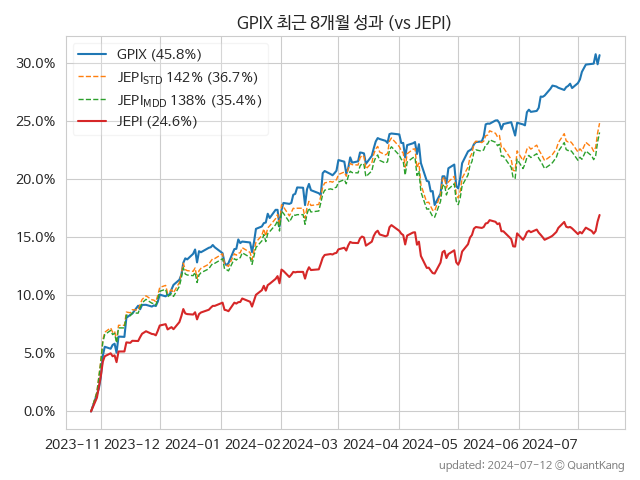 GPIX 최근 8개월 성과 (vs JEPI)
GPIX (45.8%)
JEPI_STD 142% (36.7%)
JEPI_MDD 138% (35.4%)
JEPI (24.6%)
30.0%
25.0%
20.0%
15.0%
10.0%
5.0%
0.0%
2023-11 2023-12 2024-01 2024-02 2024-03 2024-04 2024-05 2024-06 2024-07
updated: 2024-07-12 © QuantKang